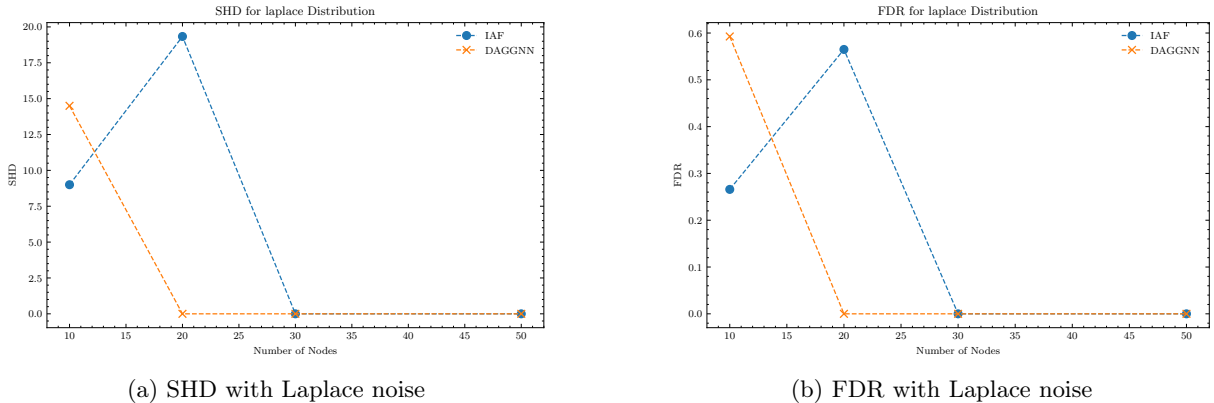 SHD for laplace Distribution
IAF
DAGGNN
20.0
17.5
15.0
12.5
10.0
7.5
5.0
2.5
0.0
SHD
10 15 20 25 30 35 40 45 50
Number of Nodes
(a) SHD with Laplace noise
FDR for laplace Distribution
IAF
DAGGNN
0.6
0.5
0.4
0.3
0.2
0.1
0.0
FDR
10 15 20 25 30 35 40 45 50
Number of Nodes
(b) FDR with Laplace noise